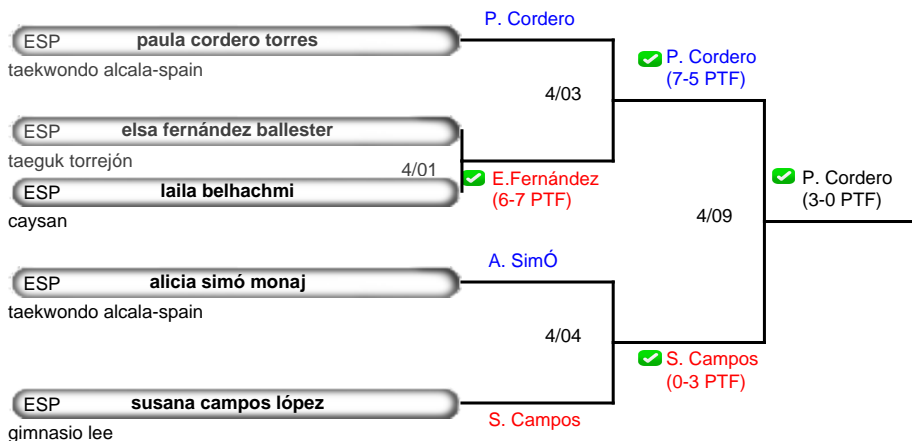 P. Cordero
ESP paula cordero torres
taekwondo alcala-spain
P. Cordero
(7-5 PTF)
4/03
ESP elsa fernández ballester
taeguk torrejón
4/01
E.Fernández
(6-7 PTF)
ESP laila belhachmi
caysan
P. Cordero
(3-0 PTF)
4/09
A. SimÓ
ESP alicia simó monaj
taekwondo alcala-spain
4/04
S. Campos
(0-3 PTF)
ESP susana campos lópez
S. Campos
gimnasio lee